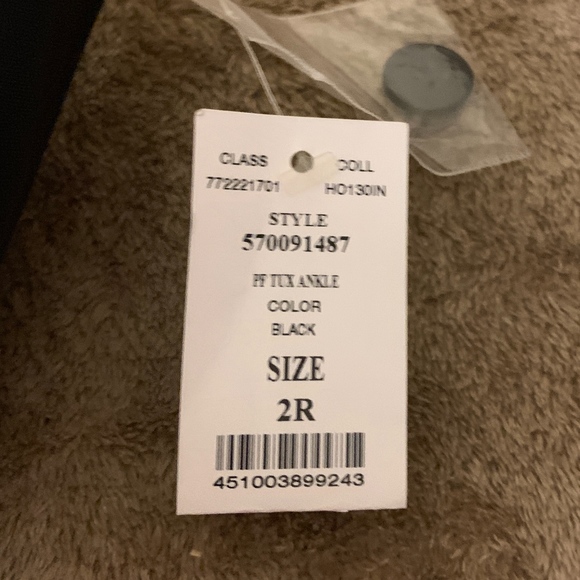 CLASS COLL
772221701 HO130IN
STYLE
570091487
PF TUX ANKLE
COLOR
BLACK
SIZE
2R
451003899243